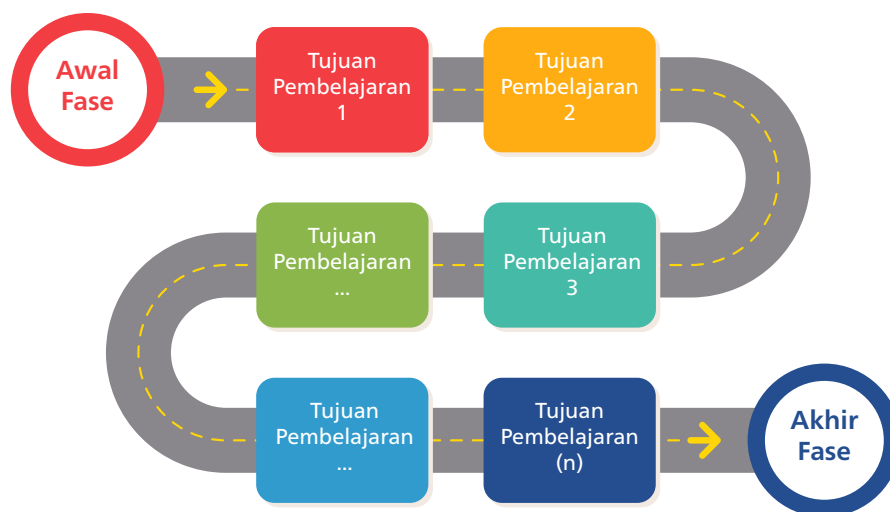 Awal
Fase
Tujuan
Pembelajaran
1
Tujuan
Pembelajaran
2
Tujuan
Pembelajaran
3
Tujuan
Pembelajaran
...
Tujuan
Pembelajaran
...
Tujuan
Pembelajaran
(n)
Akhir
Fase